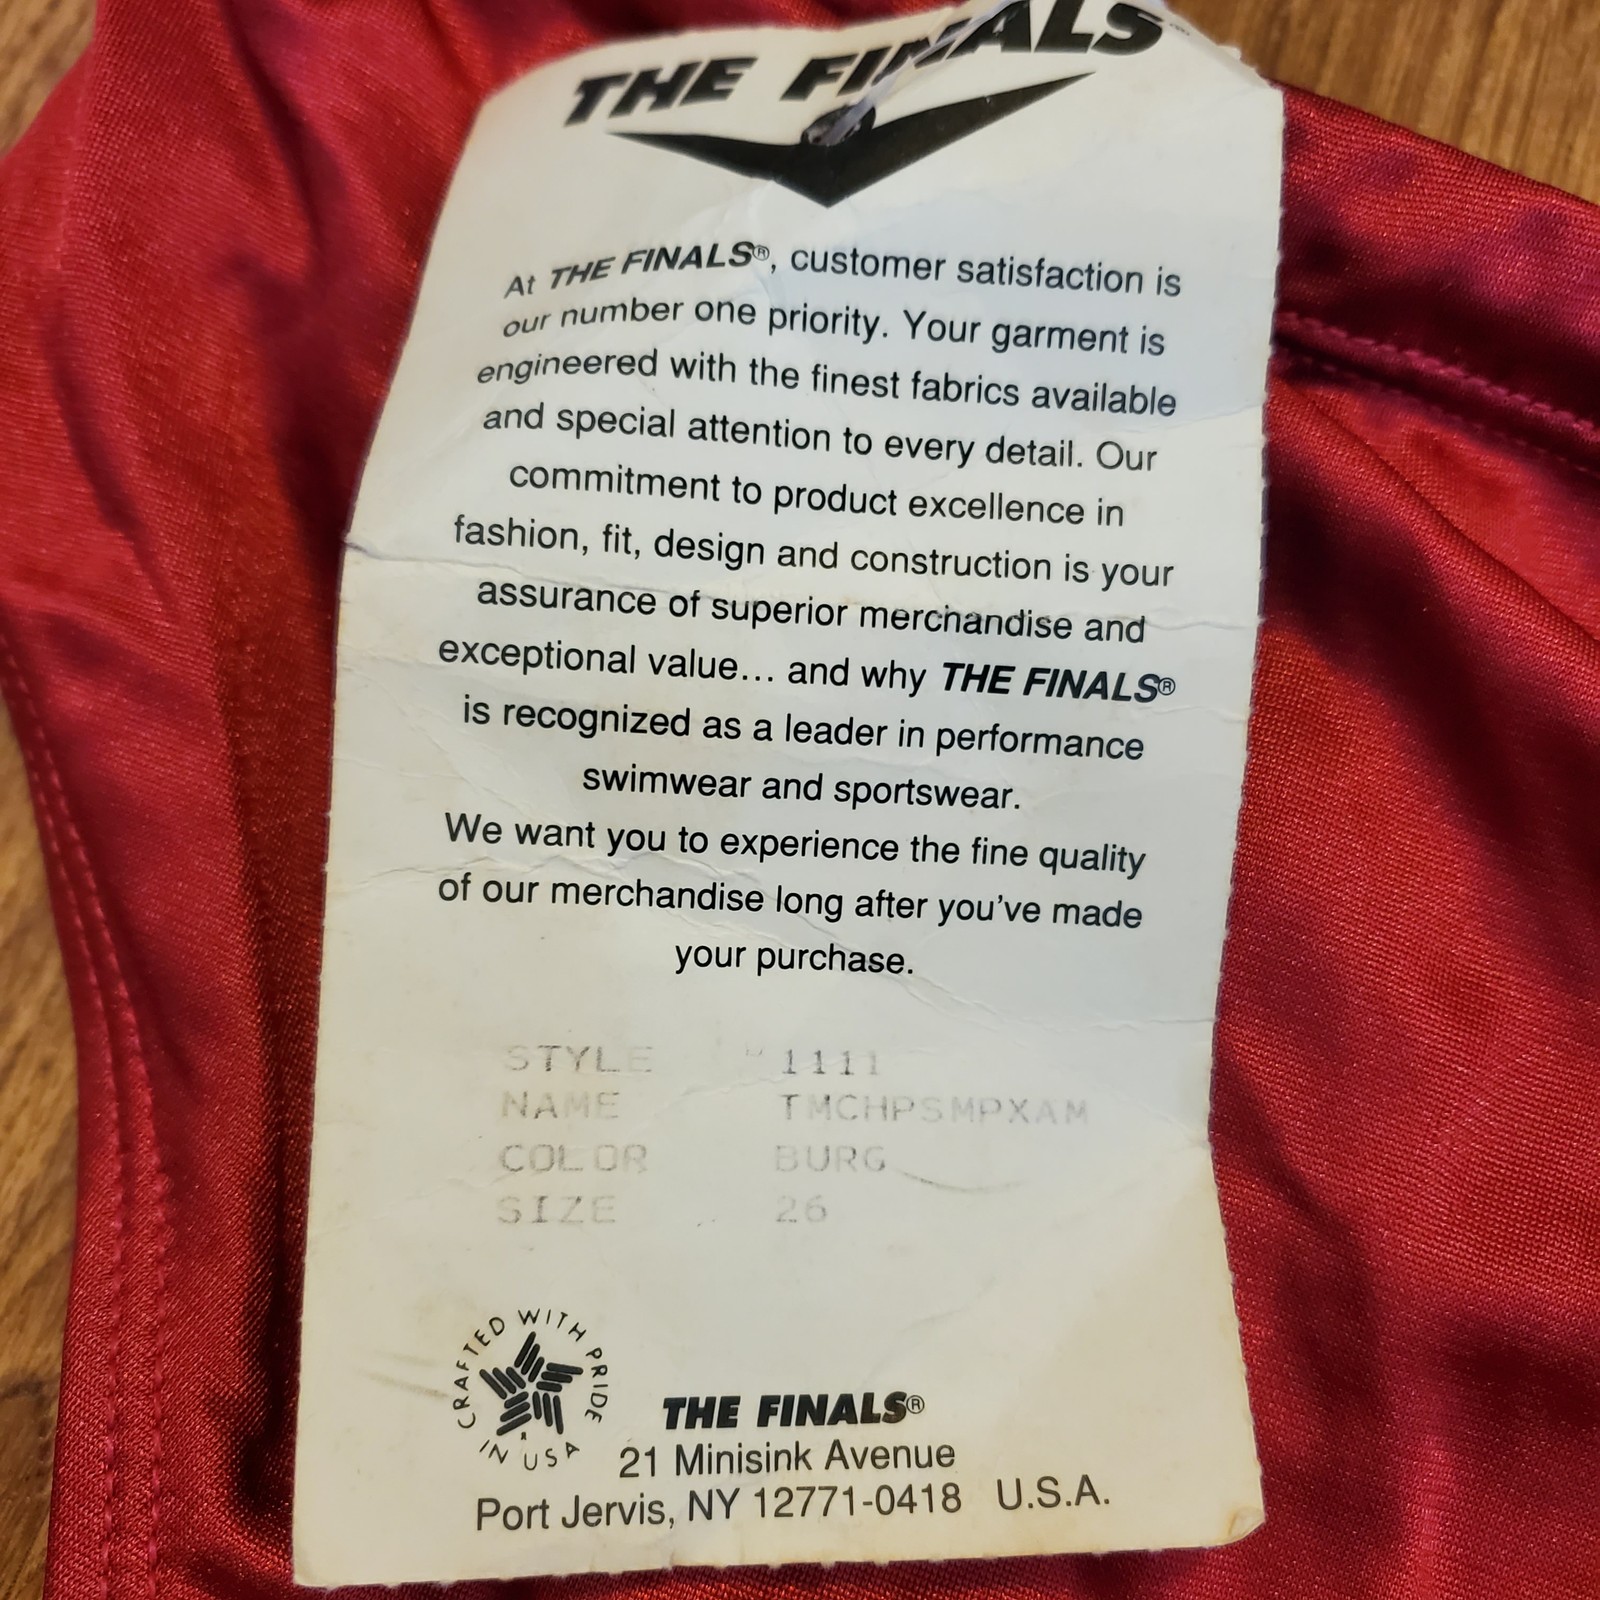 THE FINALS
At THE FINALS®, customer satisfaction is
our number one priority. Your garment is
engineered with the finest fabrics available
and special attention to every detail. Our
commitment to product excellence in
fashion, fit, design and construction is your
assurance of superior merchandise and
exceptional value... and why THE FINALS®
is recognized as a leader in performance
swimwear and sportswear.
We want you to experience the fine quality
of our merchandise long after you've made
your purchase.
STYLE 1111
NAME TMCHPSMPXAM
COLOR BURG
SIZE 26
CRAFTED WITH PRIDE IN USA
THE FINALS®
21 Minisink Avenue
Port Jervis, NY 12771-0418 U.S.A.